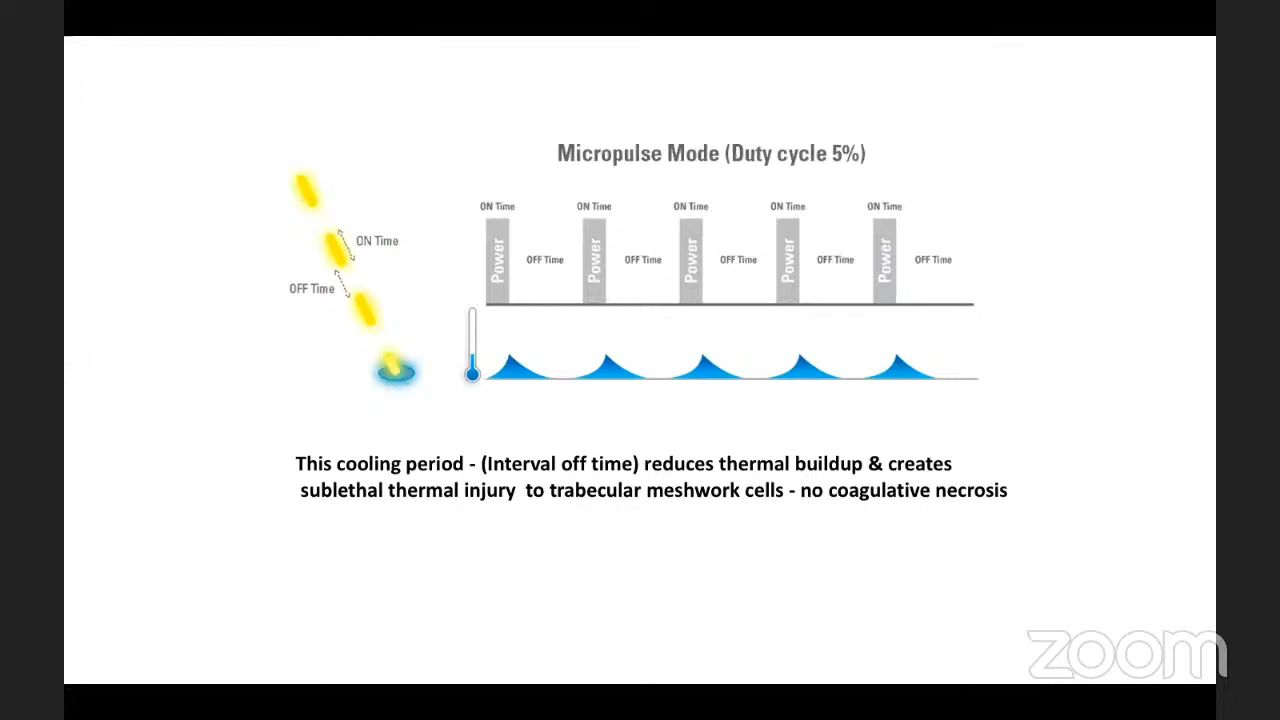 Micropulse Mode (Duty cycle 5%)
ON Time ON Time ON Time ON Time ON Time
ON Time
Power Power Power Power Power
OFF Time OFF Time OFF Time OFF Time OFF Time
OFF Time
This cooling period - (Interval off time) reduces thermal buildup & creates
sublethal thermal injury to trabecular meshwork cells - no coagulative necrosis
zoom